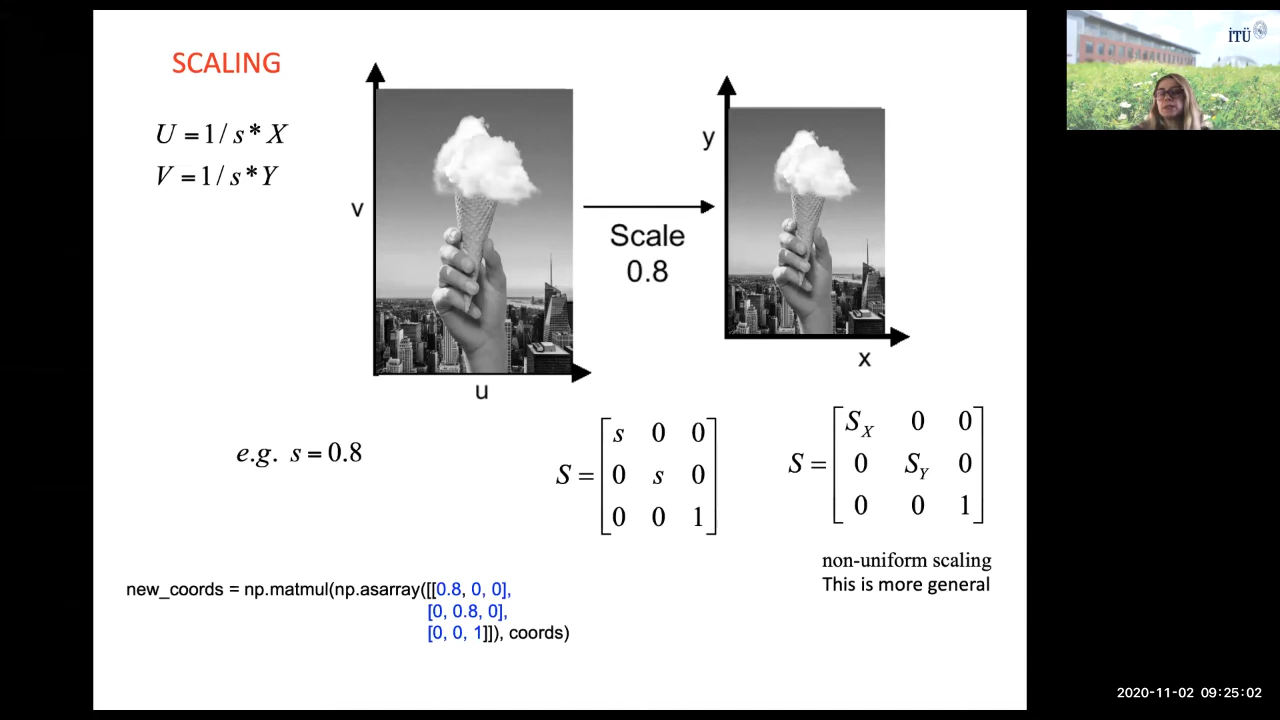 SCALING
U = 1/ s * X
V = 1/ s * Y
v
u
Scale
0.8
y
x
e.g. s = 0.8
S = [ s 0 0
0 s 0
0 0 1 ]
S = [ S_X 0 0
0 S_Y 0
0 0 1 ]
non-uniform scaling
This is more general
new_coords = np.matmul(np.asarray([[0.8, 0, 0],
[0, 0.8, 0],
[0, 0, 1]]), coords)
İTÜ
2020-11-02 09:25:02